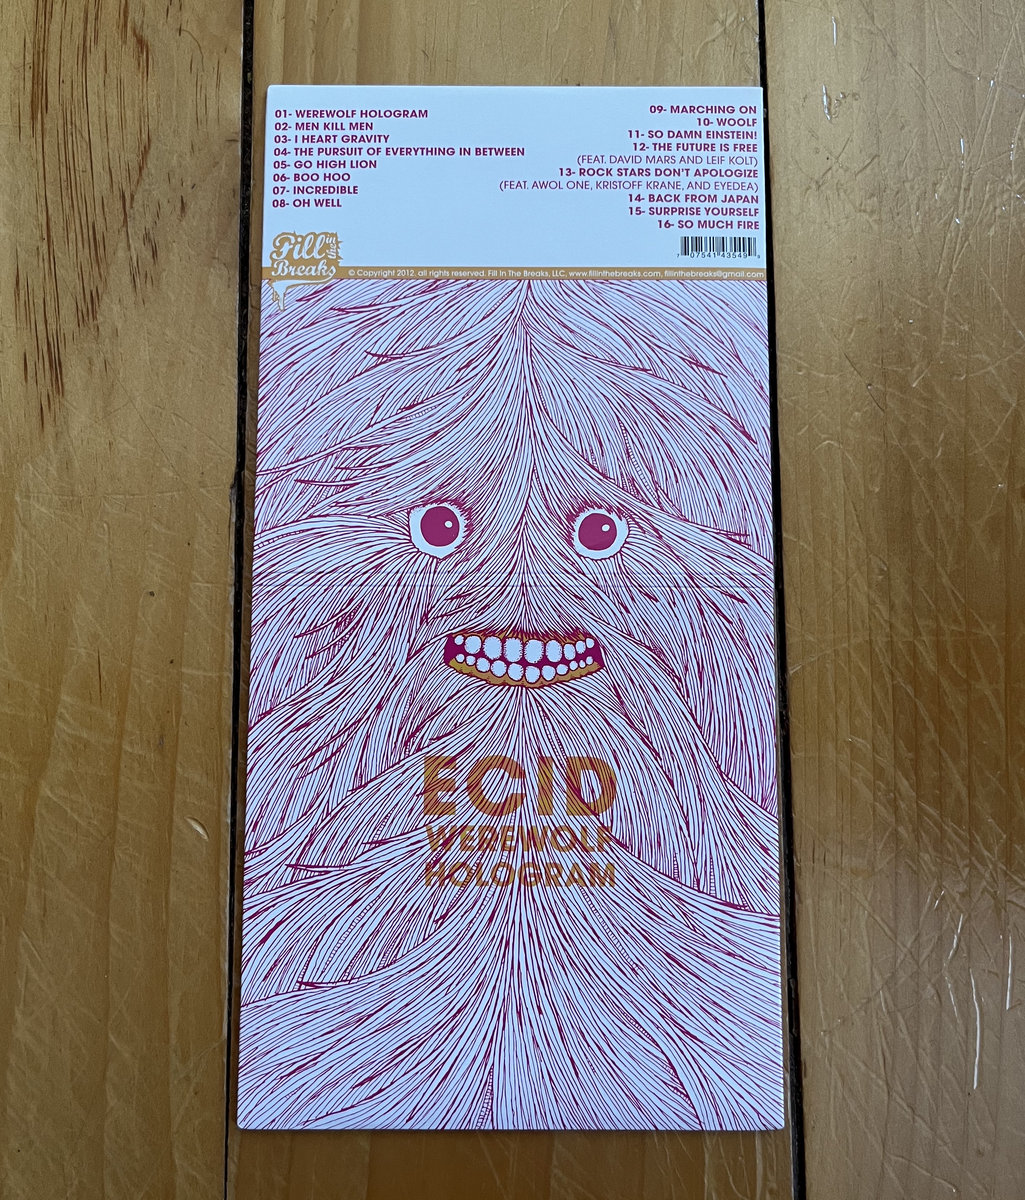 01- WEREWOLF HOLOGRAM
02- MEN KILL MEN
03- I HEART GRAVITY
04- THE PURSUIT OF EVERYTHING IN BETWEEN
05- GO HIGH LION
06- BOO HOO
07- INCREDIBLE
08- OH WELL
09- MARCHING ON
10- WOOLF
11- SO DAMN EINSTEIN!
12- THE FUTURE IS FREE
(FEAT. DAVID MARS AND LEIF KOLT)
13- ROCK STARS DON'T APOLOGIZE
(FEAT. AWOL ONE, KRISTOFF KRANE, AND EYEDEA)
14- BACK FROM JAPAN
15- SURPRISE YOURSELF
16- SO MUCH FIRE
7 07541 43549
Fill in the
Breaks
© Copyright 2012. all rights reserved. Fill In The Breaks, LLC, www.fillinthebreaks.com, fillinthebreaks@gmail.com
ECID
WEREWOLF
HOLOGRAM